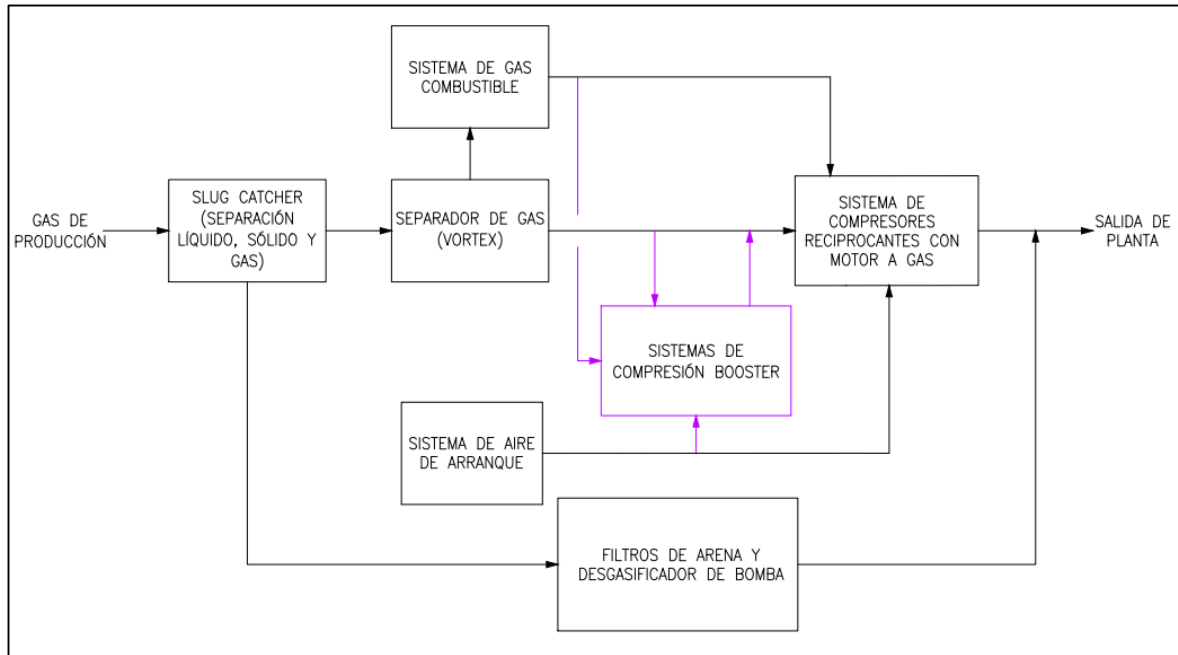 SISTEMA DE GAS
COMBUSTIBLE
GAS DE
PRODUCCIÓN
SLUG CATCHER
(SEPARACIÓN
LÍQUIDO, SÓLIDO Y
GAS)
SEPARADOR DE GAS
(VORTEX)
SISTEMA DE
COMPRESORES
RECIPROCANTES CON
MOTOR A GAS
SALIDA DE
PLANTA
SISTEMAS DE
COMPRESIÓN BOOSTER
SISTEMA DE AIRE
DE ARRANQUE
FILTROS DE ARENA Y
DESGASIFICADOR DE BOMBA